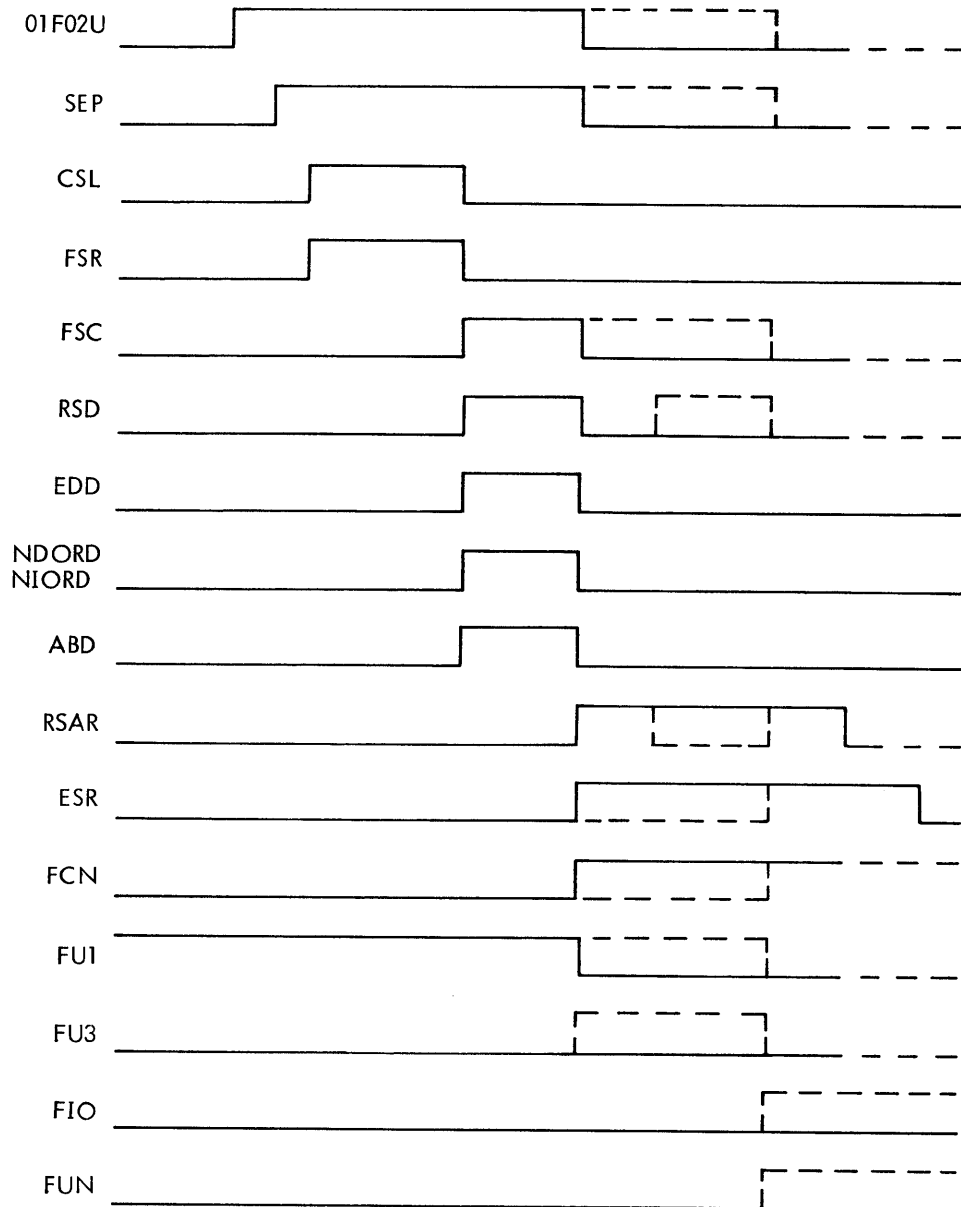 01F02U
SEP
CSL
FSR
FSC
RSD
EDD
NDORD
NIORD
ABD
RSAR
ESR
FCN
FU1
FU3
FIO
FUN